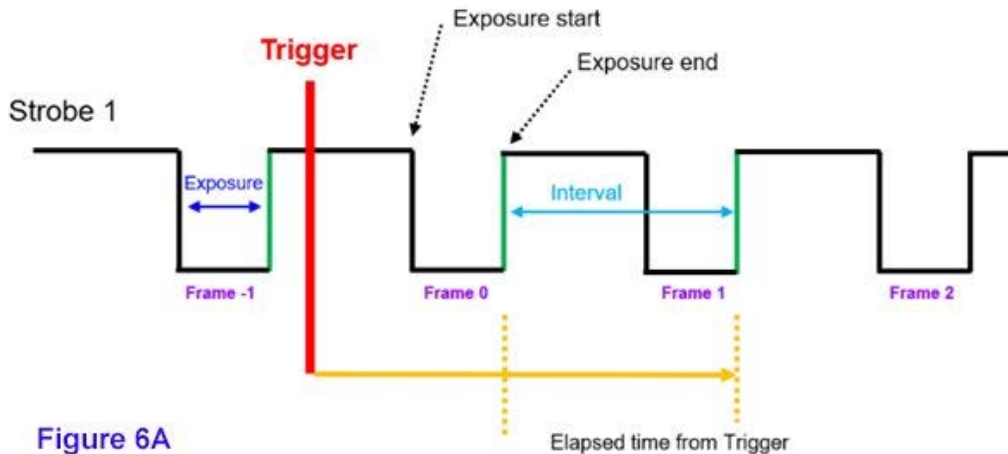 Exposure start
Trigger
Exposure end
Strobe 1
Exposure
Interval
Frame -1
Frame 0
Frame 1
Frame 2
Figure 6A
Elapsed time from Trigger